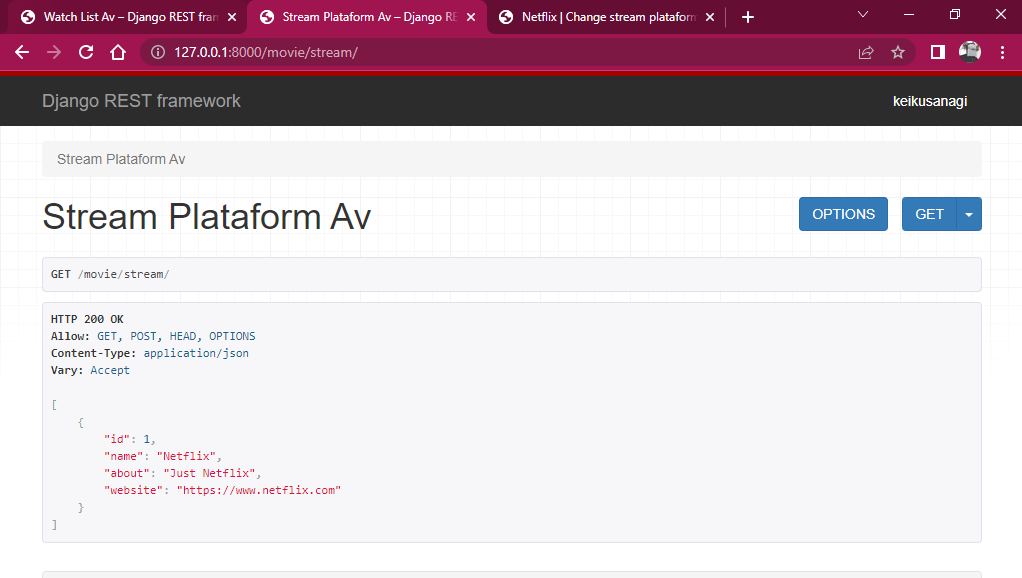 Watch List Av – Django REST fran
Stream Plataform Av – Django RE
Netflix | Change stream plataforn
127.0.0.1:8000/movie/stream/
Django REST framework
keikusanagi
Stream Plataform Av
Stream Plataform Av
OPTIONS
GET
GET /movie/stream/
HTTP 200 OK
Allow: GET, POST, HEAD, OPTIONS
Content-Type: application/json
Vary: Accept
[
{
"id": 1,
"name": "Netflix",
"about": "Just Netflix",
"website": "https://www.netflix.com"
}
]